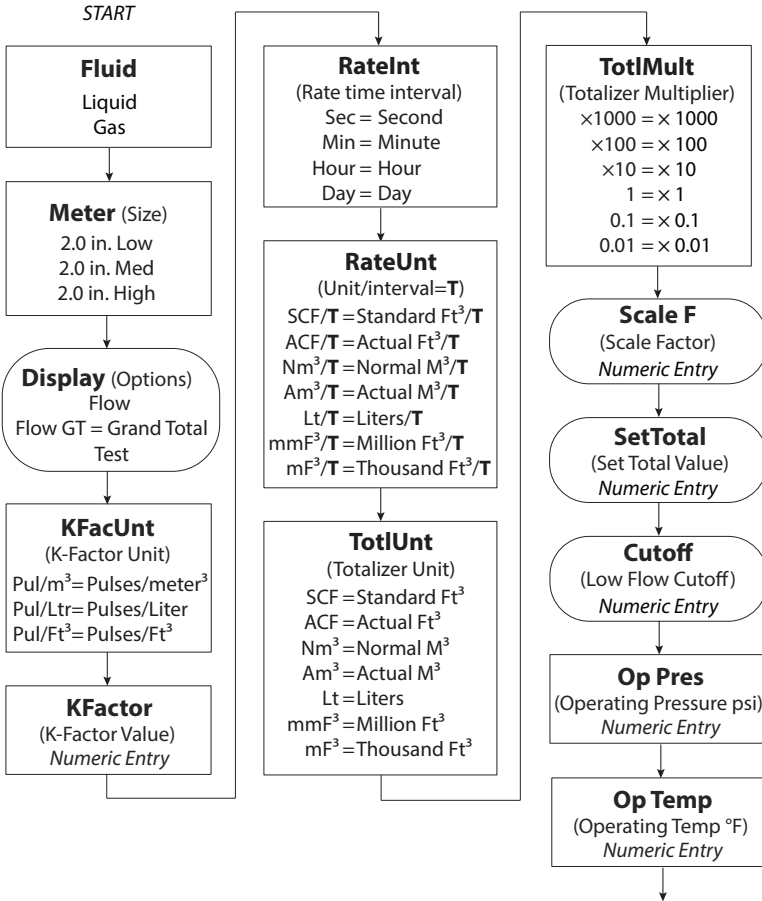 START
Fluid
Liquid
Gas
Meter (Size)
2.0 in. Low
2.0 in. Med
2.0 in. High
Display (Options)
Flow
Flow GT = Grand Total
Test
KFacUnt
(K-Factor Unit)
Pul/m³= Pulses/meter³
Pul/Ltr= Pulses/Liter
Pul/Ft³= Pulses/Ft³
KFactor
(K-Factor Value)
Numeric Entry
RateInt
(Rate time interval)
Sec = Second
Min = Minute
Hour = Hour
Day = Day
RateUnt
(Unit/interval=T)
SCF/T = Standard Ft³/T
ACF/T = Actual Ft³/T
Nm³/T = Normal M³/T
Am³/T = Actual M³/T
Lt/T = Liters/T
mmF³/T = Million Ft³/T
mF³/T = Thousand Ft³/T
TotlUnt
(Totalizer Unit)
SCF = Standard Ft³
ACF = Actual Ft³
Nm³ = Normal M³
Am³ = Actual M³
Lt = Liters
mmF³ = Million Ft³
mF³ = Thousand Ft³
TotlMult
(Totalizer Multiplier)
×1000 = × 1000
×100 = × 100
×10 = × 10
1 = × 1
0.1 = × 0.1
0.01 = × 0.01
Scale F
(Scale Factor)
Numeric Entry
SetTotal
(Set Total Value)
Numeric Entry
Cutoff
(Low Flow Cutoff)
Numeric Entry
Op Pres
(Operating Pressure psi)
Numeric Entry
Op Temp
(Operating Temp °F)
Numeric Entry